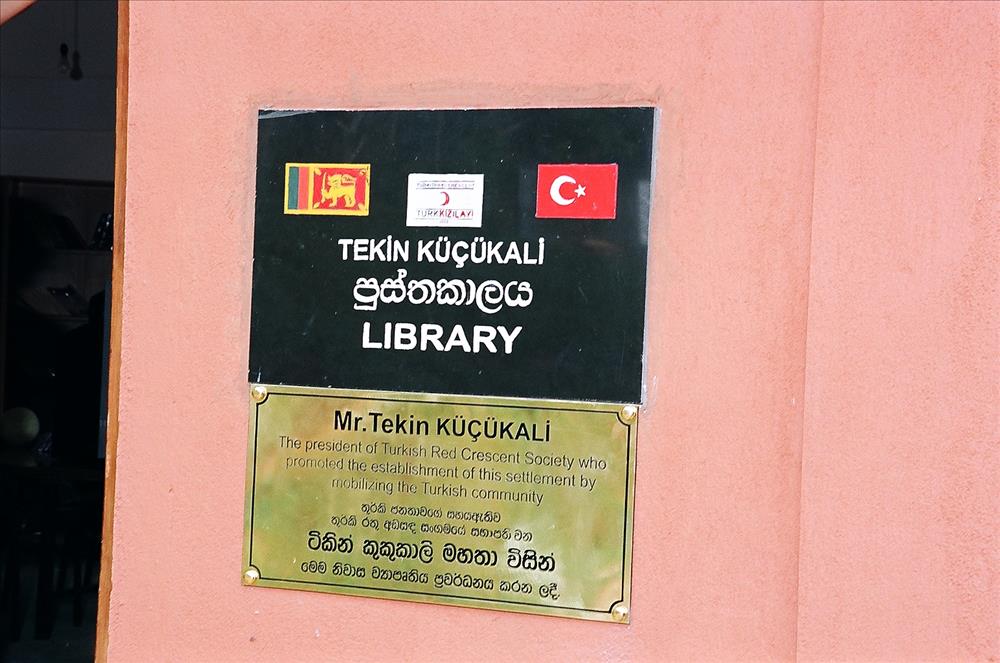 TÜRKKIZILAYI
TEKİN KÜÇÜKALİ
පුස්තකාලය
LIBRARY
Mr.Tekin KÜÇÜKALİ
The president of Turkish Red Crescent Society who
promoted the establishment of this settlement by
mobilizing the Turkish community
තුර්කි ජනතාවගේ සහයඇතිව
තුර්කි රතු අඩසඳ සංගමයේ සභාපති වන
ටිකින් කුකුකාලි මහතා විසින්
මෙම නිවාස ව්‍යාපෘතිය ප්‍රවර්ධනය කරන ලදී.